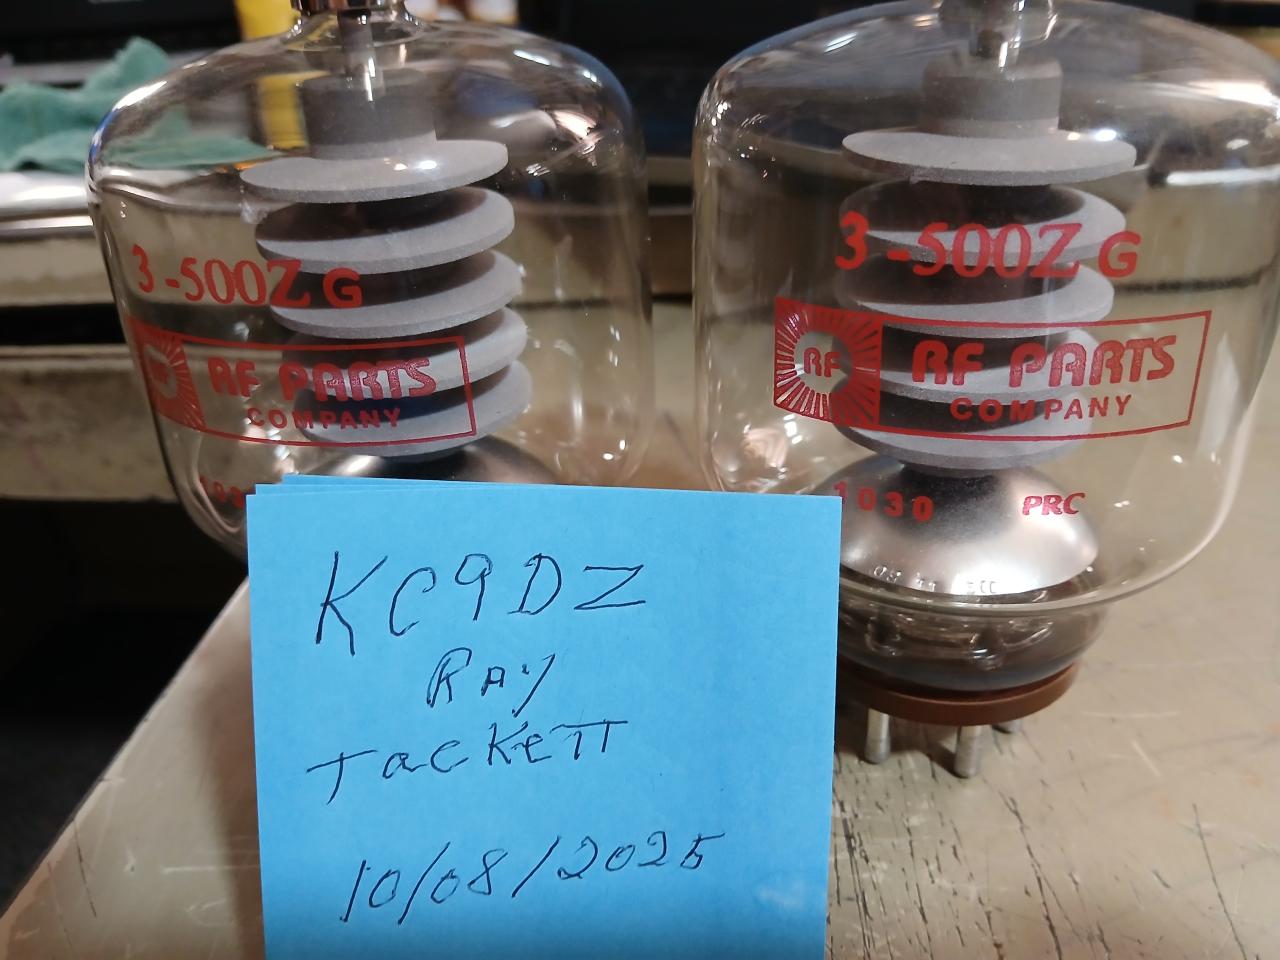 3-500Z G
RF PARTS
COMPANY
3-500Z G
RF
RF PARTS
COMPANY
1030
PRC
KC9DZ
RAY
TACKETT
10/08/2025